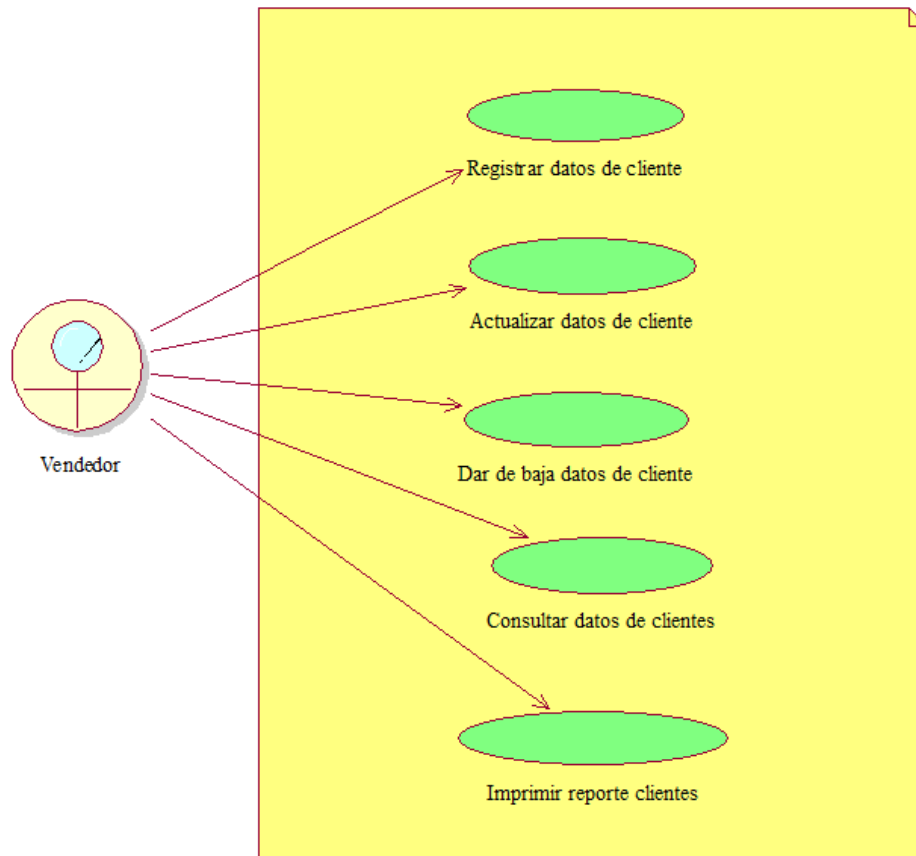 Registrar datos de cliente
Actualizar datos de cliente
Vendedor
Dar de baja datos de cliente
Consultar datos de clientes
Imprimir reporte clientes